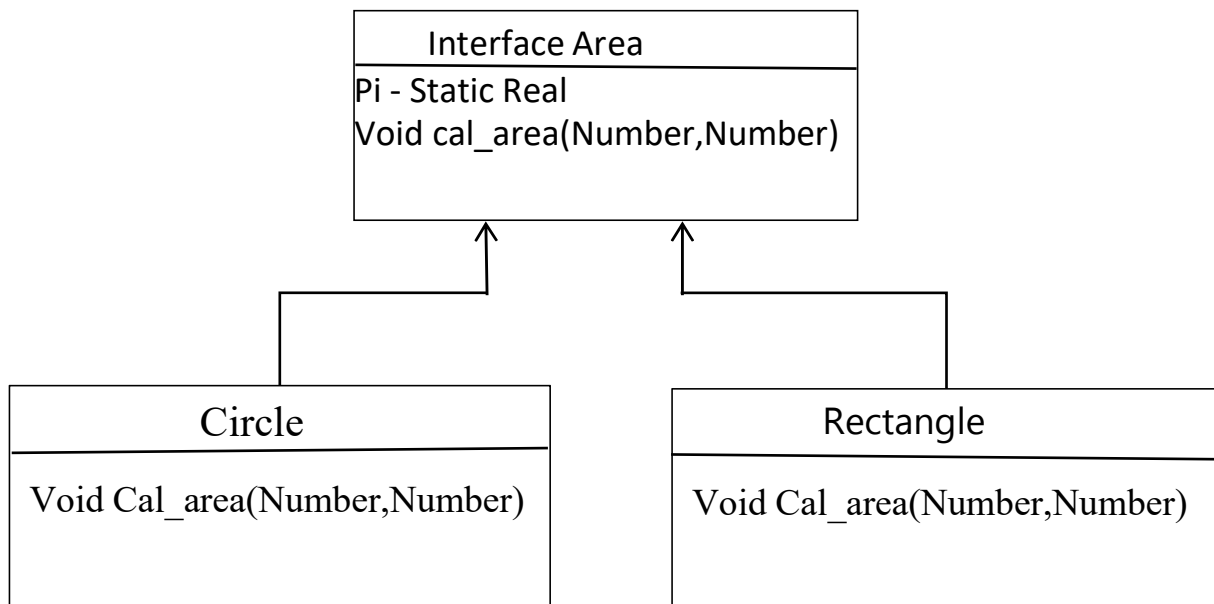 Interface Area
Pi - Static Real
Void cal_area(Number,Number)
Circle
Void Cal_area(Number,Number)
Rectangle
Void Cal_area(Number,Number)